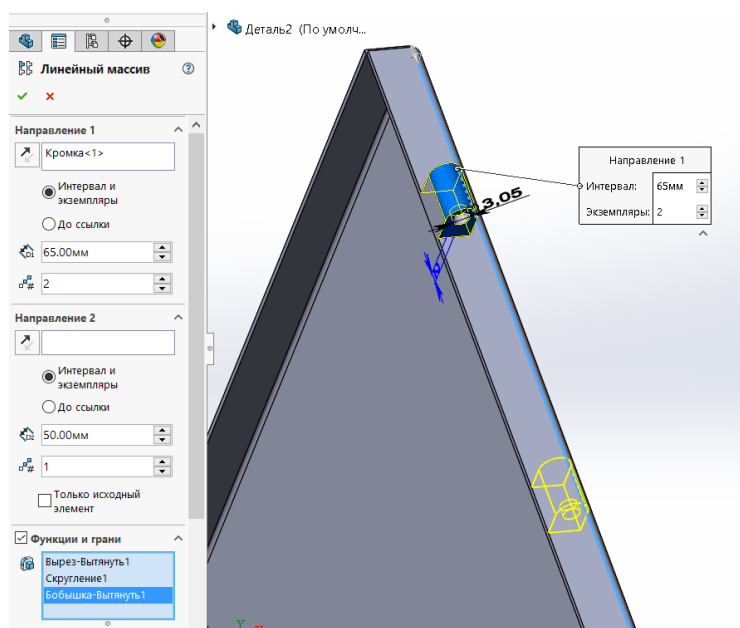 Деталь2 (По умолч...
Линейный массив
Направление 1
Кромка<1>
Интервал и
экземпляры
До ссылки
D1
65.00мм
#
2
Направление 2
Интервал и
экземпляры
До ссылки
D2
50.00мм
#
1
Только исходный
элемент
Функции и грани
Вырез-Вытянуть1
Скругление1
Бобышка-Вытянуть1
Направление 1
Интервал:
65мм
Экземпляры:
2
3,05